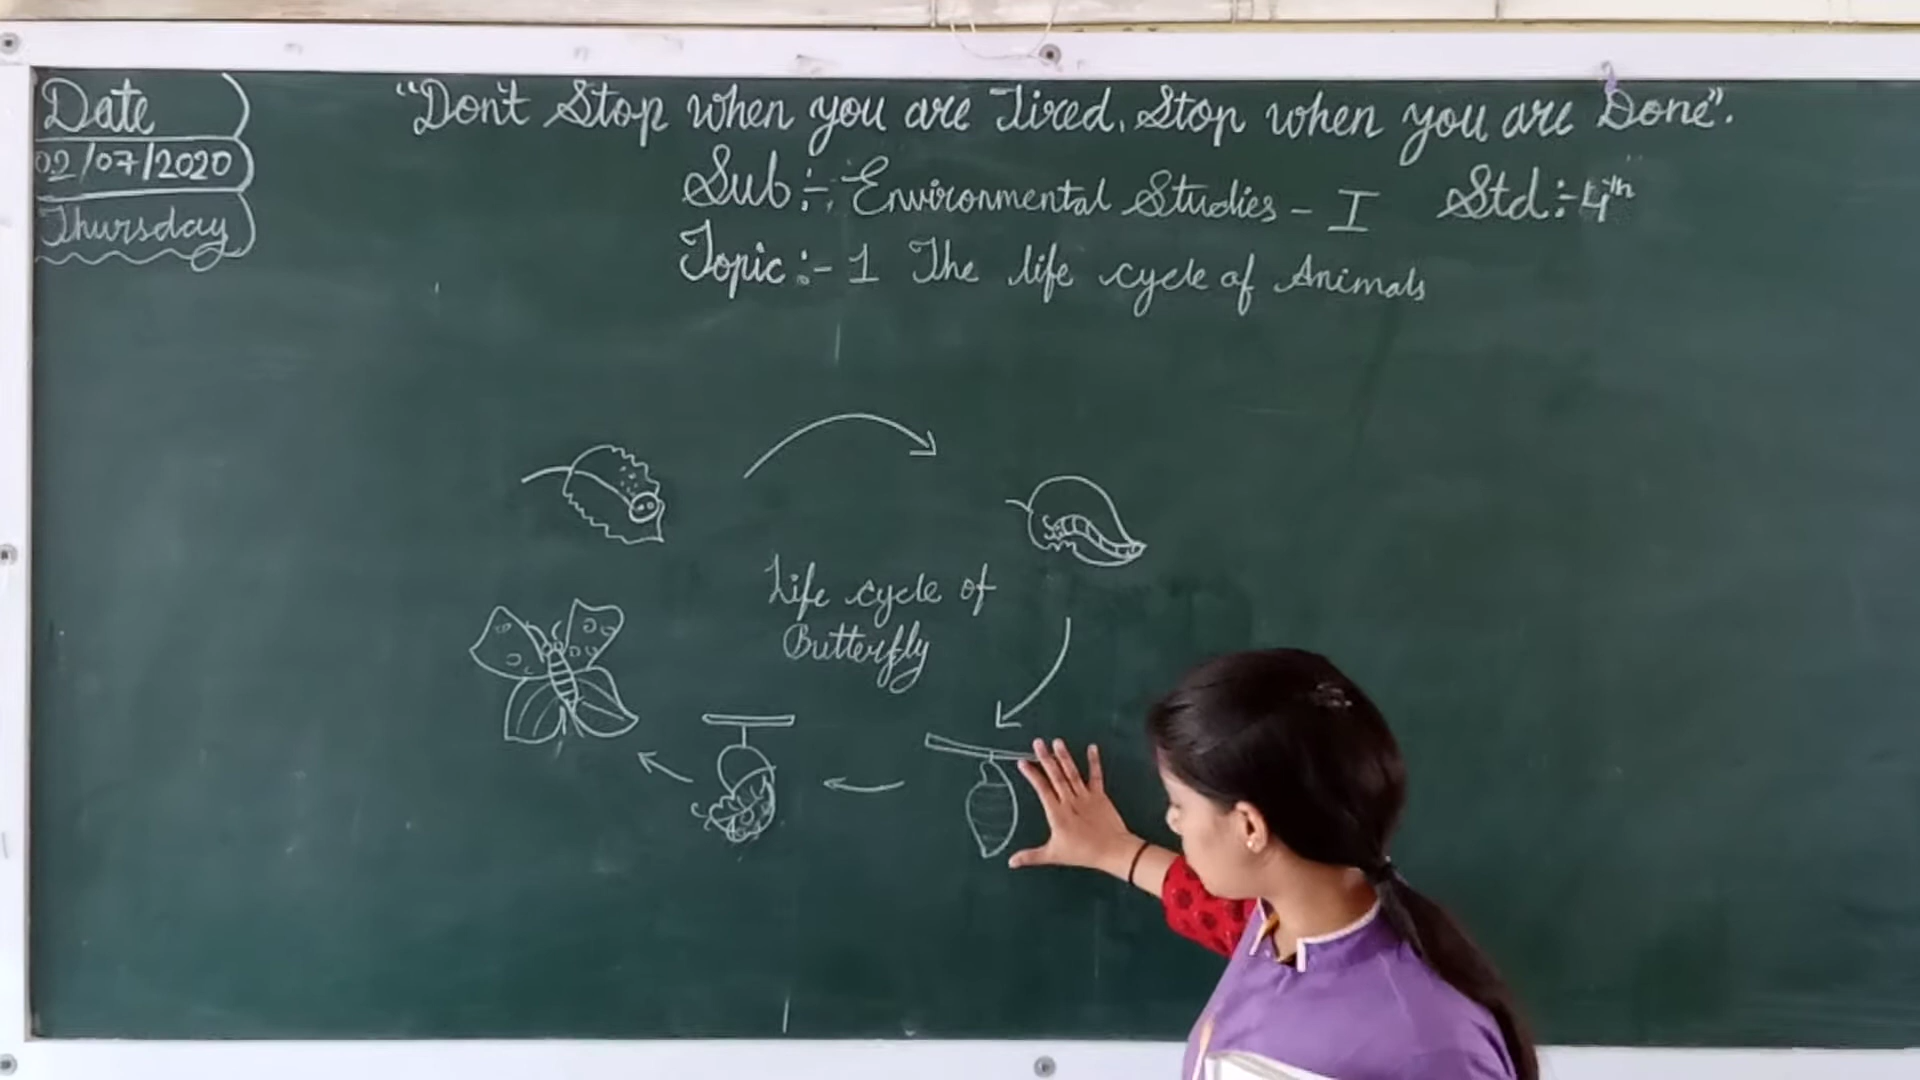 Date
02/07/2020
Thursday
"Don't Stop when you are Tired, Stop when you are Done".
Sub :- Environmental Studies - I Std :- 4th
Topic :- 1 The life cycle of Animals
Life cycle of
Butterfly